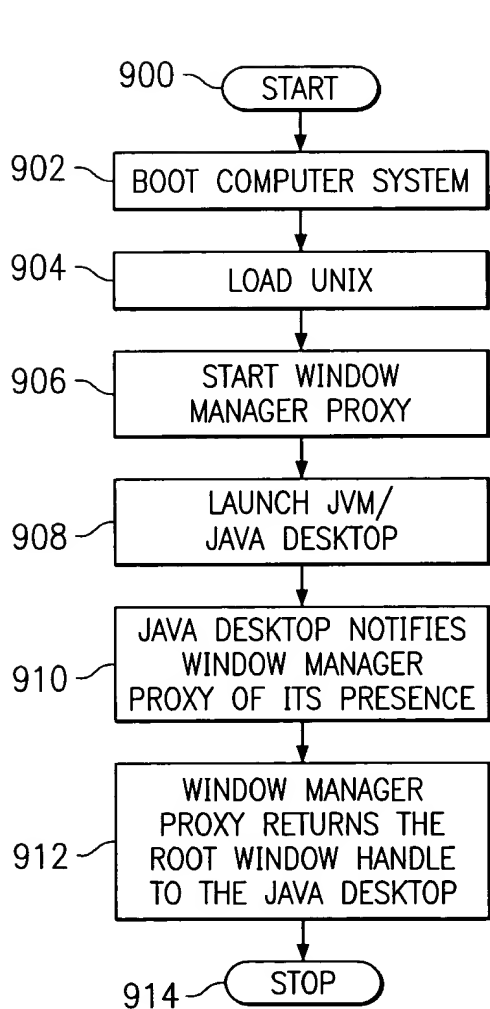 900
START
902
BOOT COMPUTER SYSTEM
904
LOAD UNIX
906
START WINDOW
MANAGER PROXY
908
LAUNCH JVM/
JAVA DESKTOP
910
JAVA DESKTOP NOTIFIES
WINDOW MANAGER
PROXY OF ITS PRESENCE
912
WINDOW MANAGER
PROXY RETURNS THE
ROOT WINDOW HANDLE
TO THE JAVA DESKTOP
914
STOP